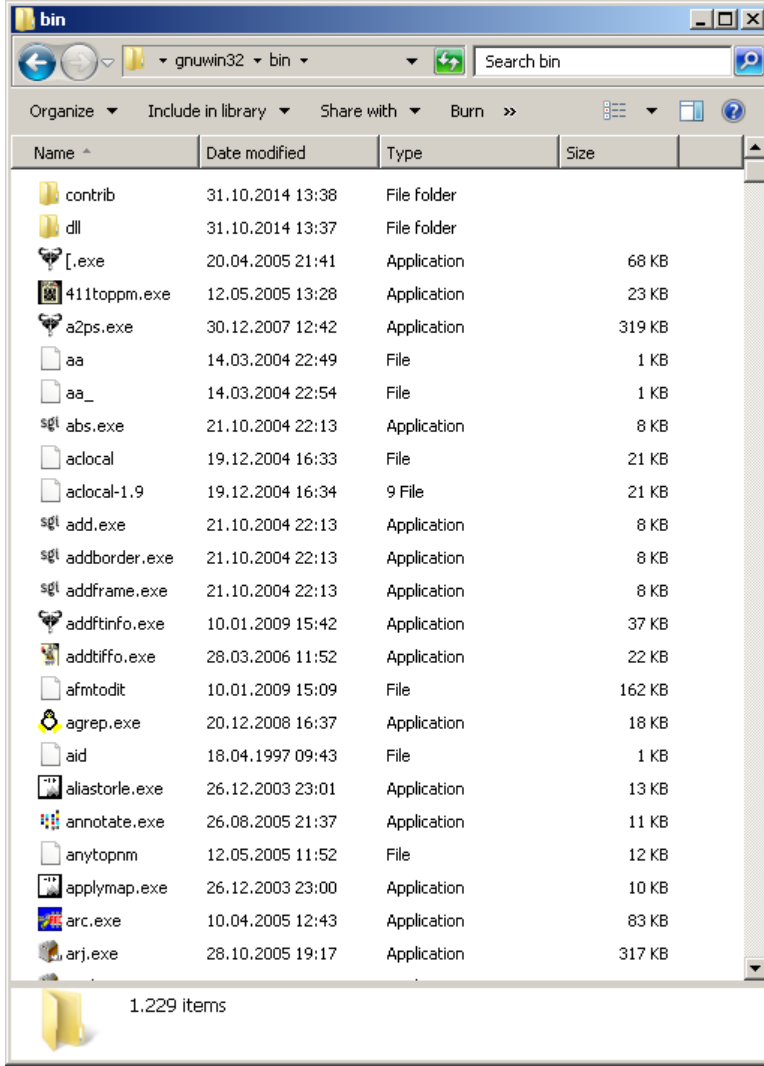 bin
gnuwin32 bin Search bin
Organize Include in library Share with Burn »
Name Date modified Type Size
contrib 31.10.2014 13:38 File folder
dll 31.10.2014 13:37 File folder
[.exe 20.04.2005 21:41 Application 68 KB
411toppm.exe 12.05.2005 13:28 Application 23 KB
a2ps.exe 30.12.2007 12:42 Application 319 KB
aa 14.03.2004 22:49 File 1 KB
aa_ 14.03.2004 22:54 File 1 KB
sgi abs.exe 21.10.2004 22:13 Application 8 KB
aclocal 19.12.2004 16:33 File 21 KB
aclocal-1.9 19.12.2004 16:34 9 File 21 KB
sgi add.exe 21.10.2004 22:13 Application 8 KB
sgi addborder.exe 21.10.2004 22:13 Application 8 KB
sgi addframe.exe 21.10.2004 22:13 Application 8 KB
addftinfo.exe 10.01.2009 15:42 Application 37 KB
addtiffo.exe 28.03.2006 11:52 Application 22 KB
afmtodit 10.01.2009 15:09 File 162 KB
agrep.exe 20.12.2008 16:37 Application 18 KB
aid 18.04.1997 09:43 File 1 KB
aliastorle.exe 26.12.2003 23:01 Application 13 KB
annotate.exe 26.08.2005 21:37 Application 11 KB
anytopnm 12.05.2005 11:52 File 12 KB
applymap.exe 26.12.2003 23:00 Application 10 KB
arc.exe 10.04.2005 12:43 Application 83 KB
arj.exe 28.10.2005 19:17 Application 317 KB
1.229 items